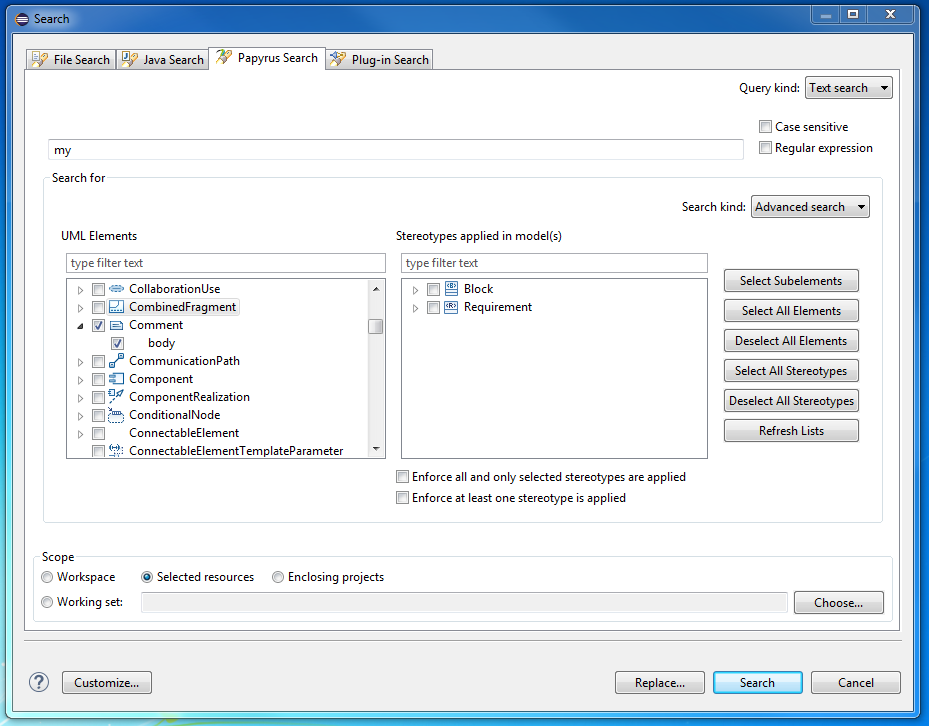 Search
File Search Java Search Papyrus Search Plug-in Search
Query kind: Text search
Case sensitive
my
Regular expression
Search for
Search kind: Advanced search
UML Elements
Stereotypes applied in model(s)
type filter text
type filter text
CollaborationUse
CombinedFragment
Comment
body
CommunicationPath
Component
ComponentRealization
ConditionalNode
ConnectableElement
ConnectableElementTemplateParameter
Block
Requirement
Select Subelements
Select All Elements
Deselect All Elements
Select All Stereotypes
Deselect All Stereotypes
Refresh Lists
Enforce all and only selected stereotypes are applied
Enforce at least one stereotype is applied
Scope
Workspace Selected resources Enclosing projects
Working set: Choose...
? Customize... Replace... Search Cancel